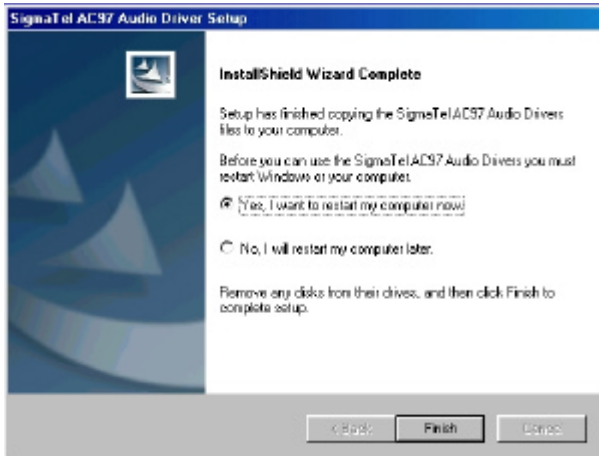 SigmaTel AC97 Audio Driver Setup
InstallShield Wizard Complete
Setup has finished copying the SigmaTel AC97 Audio Drivers
files to your computer.
Before you can use the SigmaTel AC97 Audio Drivers you must
restart Windows or your computer.
Yes, I want to restart my computer now.
No, I will restart my computer later.
Remove any disks from their drives, and then click Finish to
complete setup.
< Back Finish Cancel